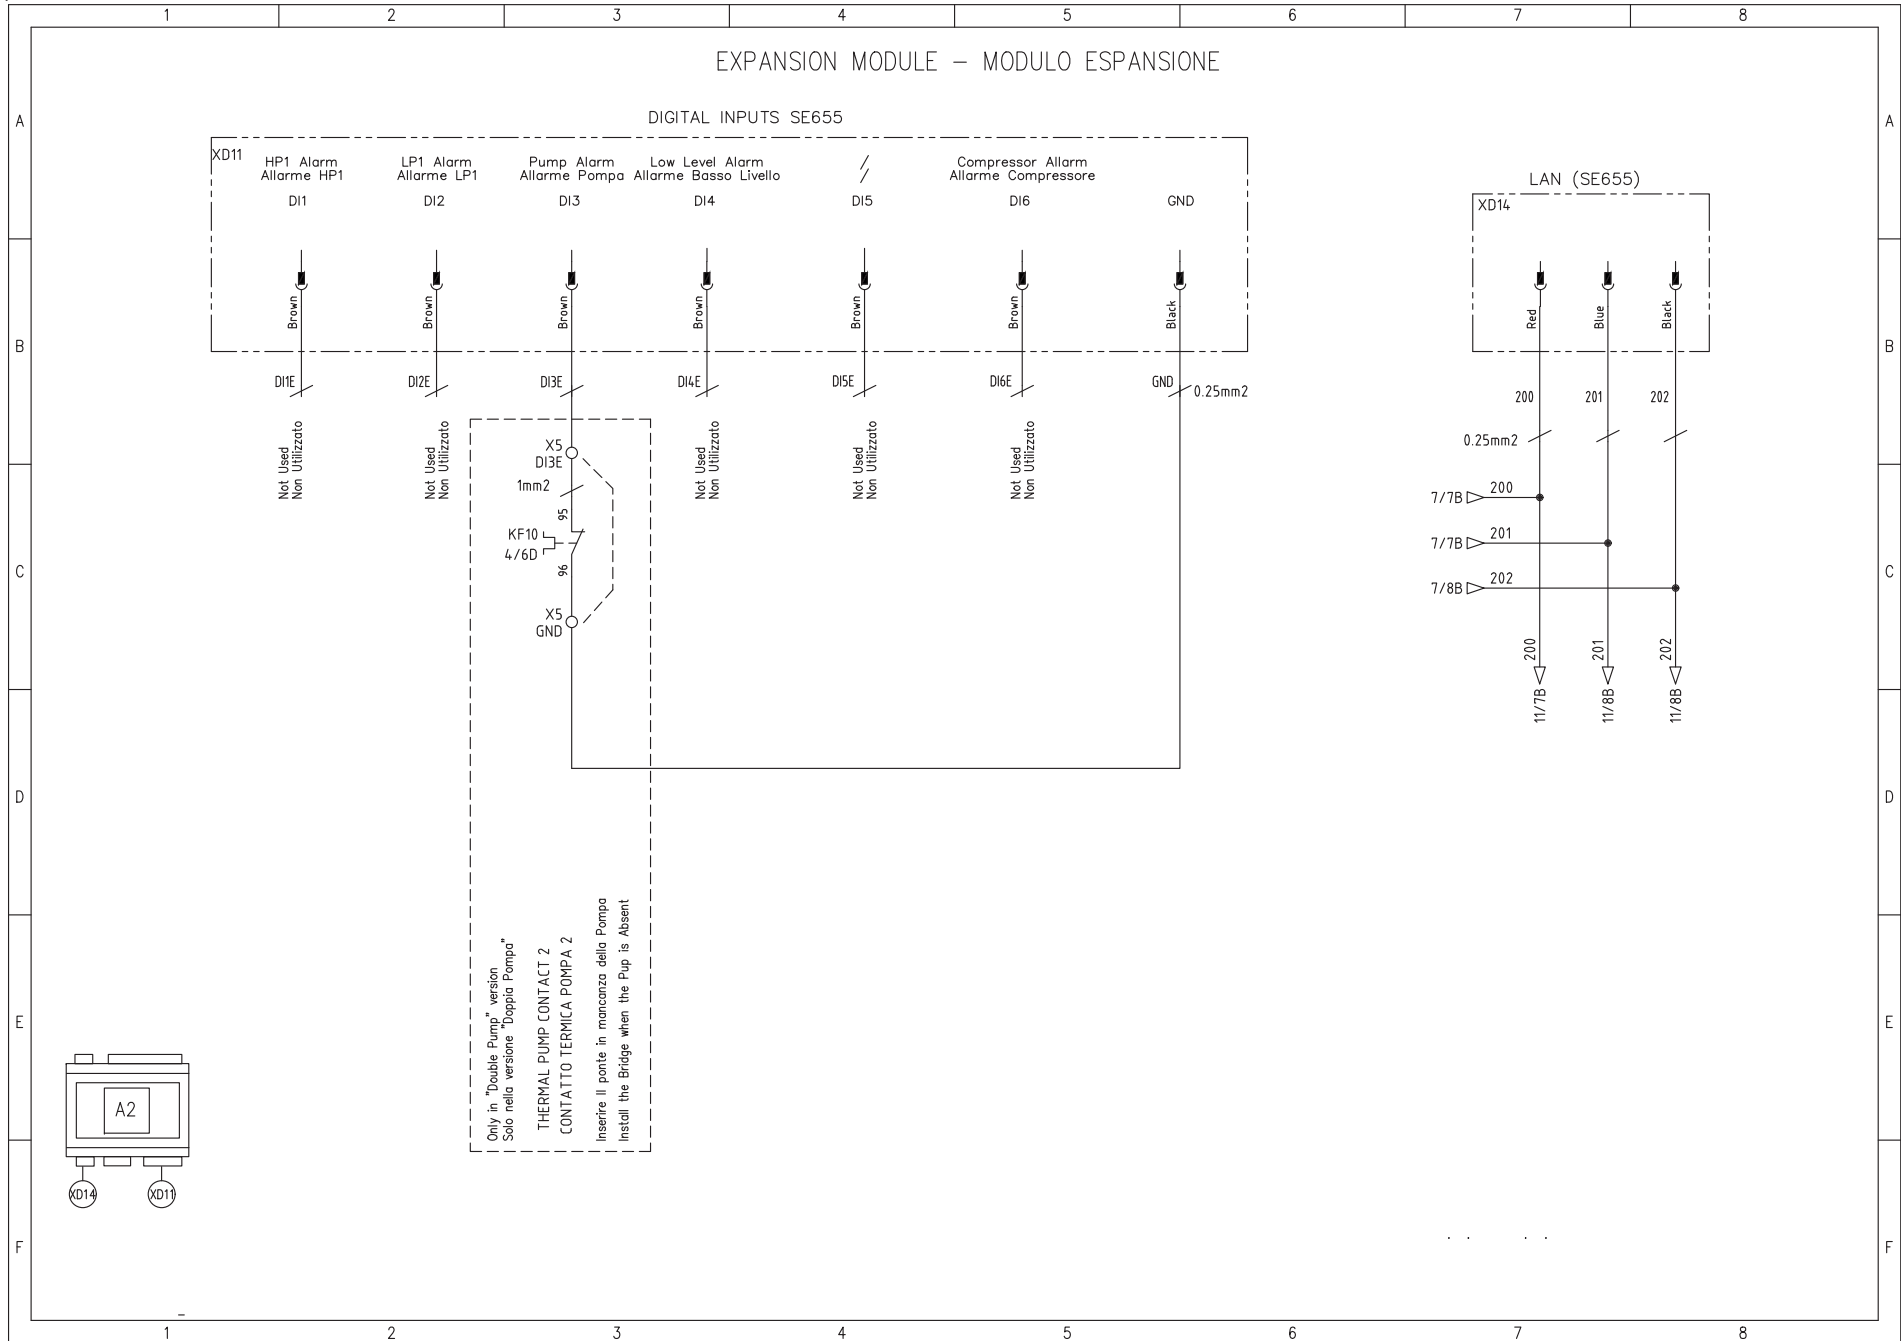 1 2 3 4 5 6 7 8
EXPANSION MODULE – MODULO ESPANSIONE
A A
DIGITAL INPUTS SE655
XD11
HP1 Alarm
Allarme HP1
DI1
LP1 Alarm
Allarme LP1
DI2
Pump Alarm
Allarme Pompa
DI3
Low Level Alarm
Allarme Basso Livello
DI4
/
/
DI5
Compressor Allarm
Allarme Compressore
DI6
GND
LAN (SE655)
XD14
Brown
Brown
Brown
Brown
Brown
Brown
Black
Red
Blue
Black
B B
DI1E
DI2E
DI3E
DI4E
DI5E
DI6E
GND
0.25mm2
200
201
202
0.25mm2
Not Used
Non Utilizzato
Not Used
Non Utilizzato
Not Used
Non Utilizzato
Not Used
Non Utilizzato
Not Used
Non Utilizzato
X5
DI3E
1mm2
95
KF10
4/6D
96
X5
GND
7/7B 200
7/7B 201
7/8B 202
C C
200
201
202
11/7B
11/8B
11/8B
D D
Only in "Double Pump" version
Solo nella versione "Doppia Pompa"
THERMAL PUMP CONTACT 2
CONTATTO TERMICA POMPA 2
Inserire Il ponte in mancanza della Pompa
Install the Bridge when the Pup is Absent
E E
A2
XD14
XD11
F F
1 2 3 4 5 6 7 8